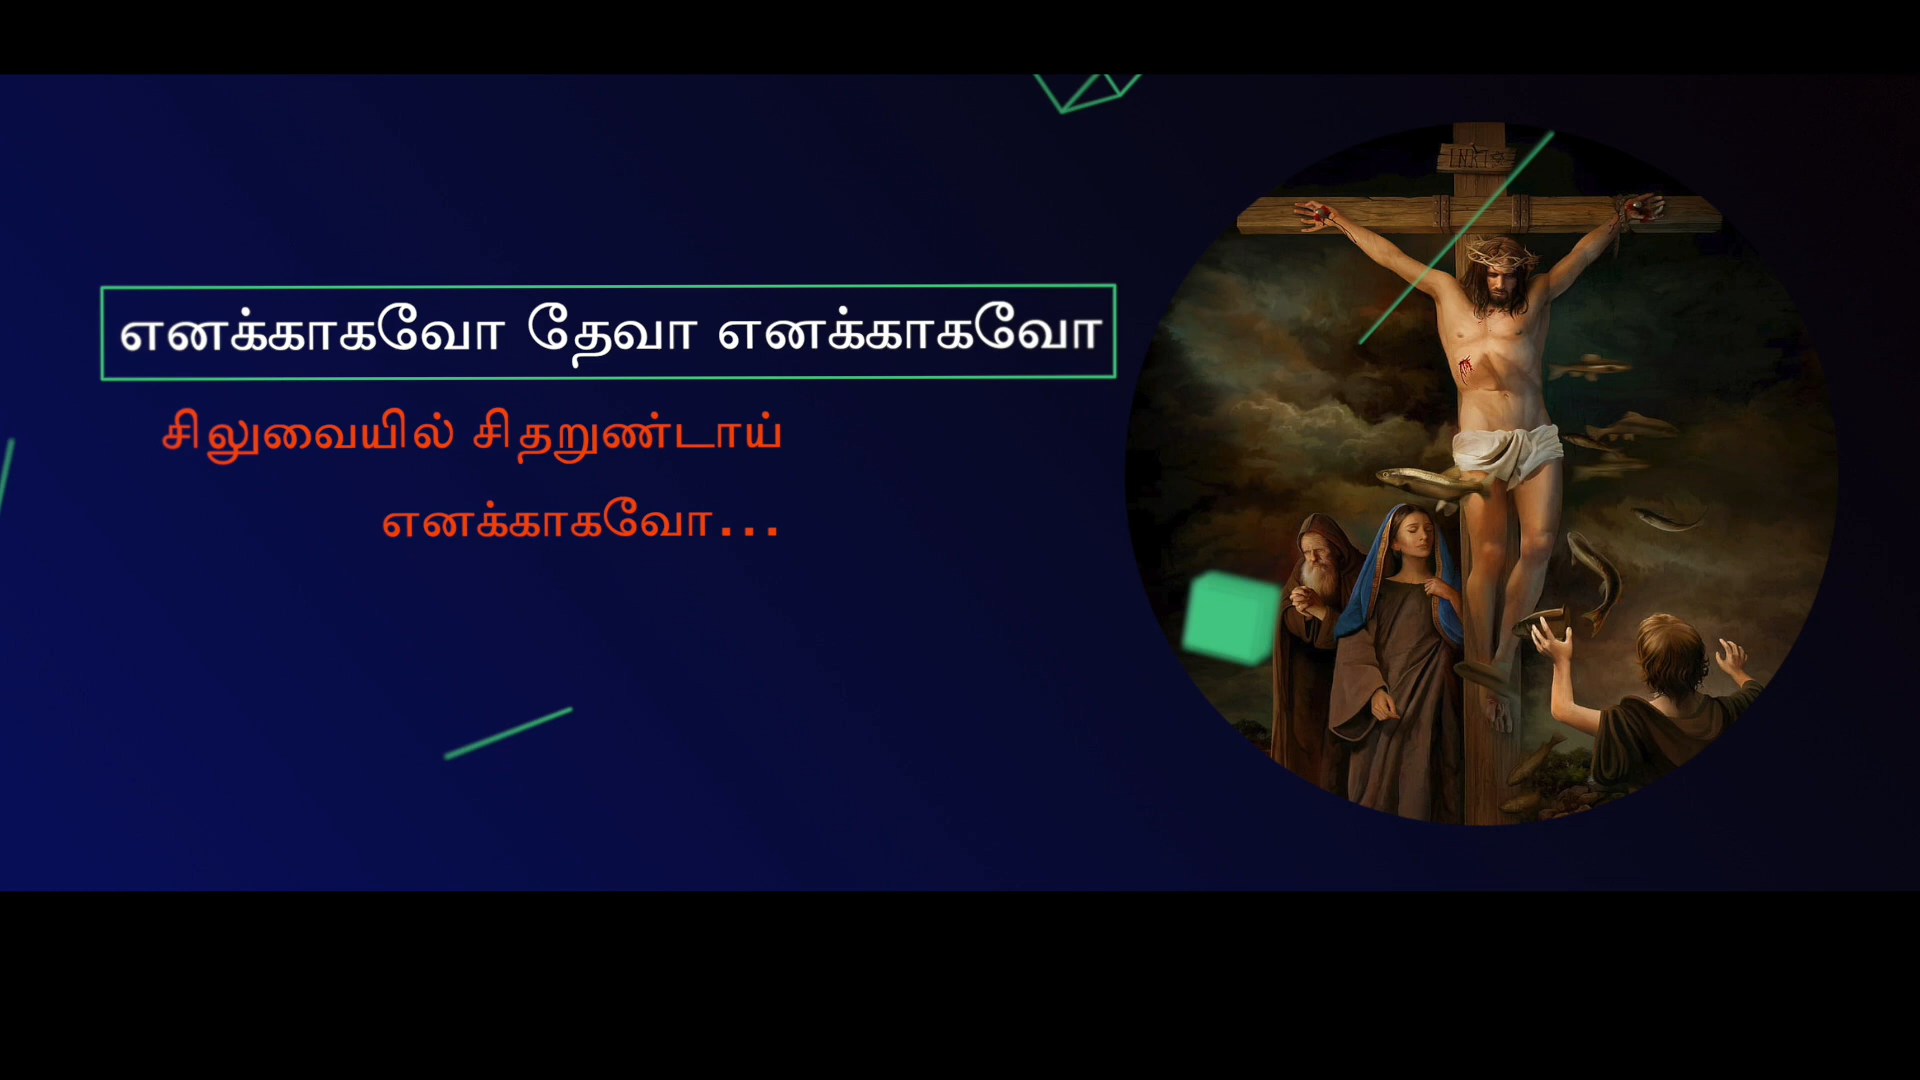 எனக்காகவோ தேவா எனக்காகவோ
சிலுவையில் சிதறுண்டாய்
எனக்காகவோ...